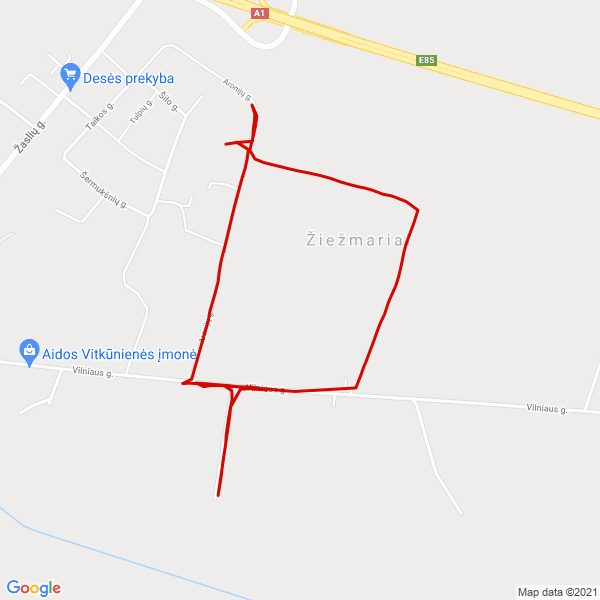 A1
E85
Desės prekyba
Aronijų g.
Šilo g.
Tulpių g.
Taikos g.
Žaslių g.
Šermukšnių g.
Žiežmaria
Aidos Vitkūnienės įmonė
Vilniaus g.
Vilniaus g.
Vilniaus g.
Google
Map data ©2021